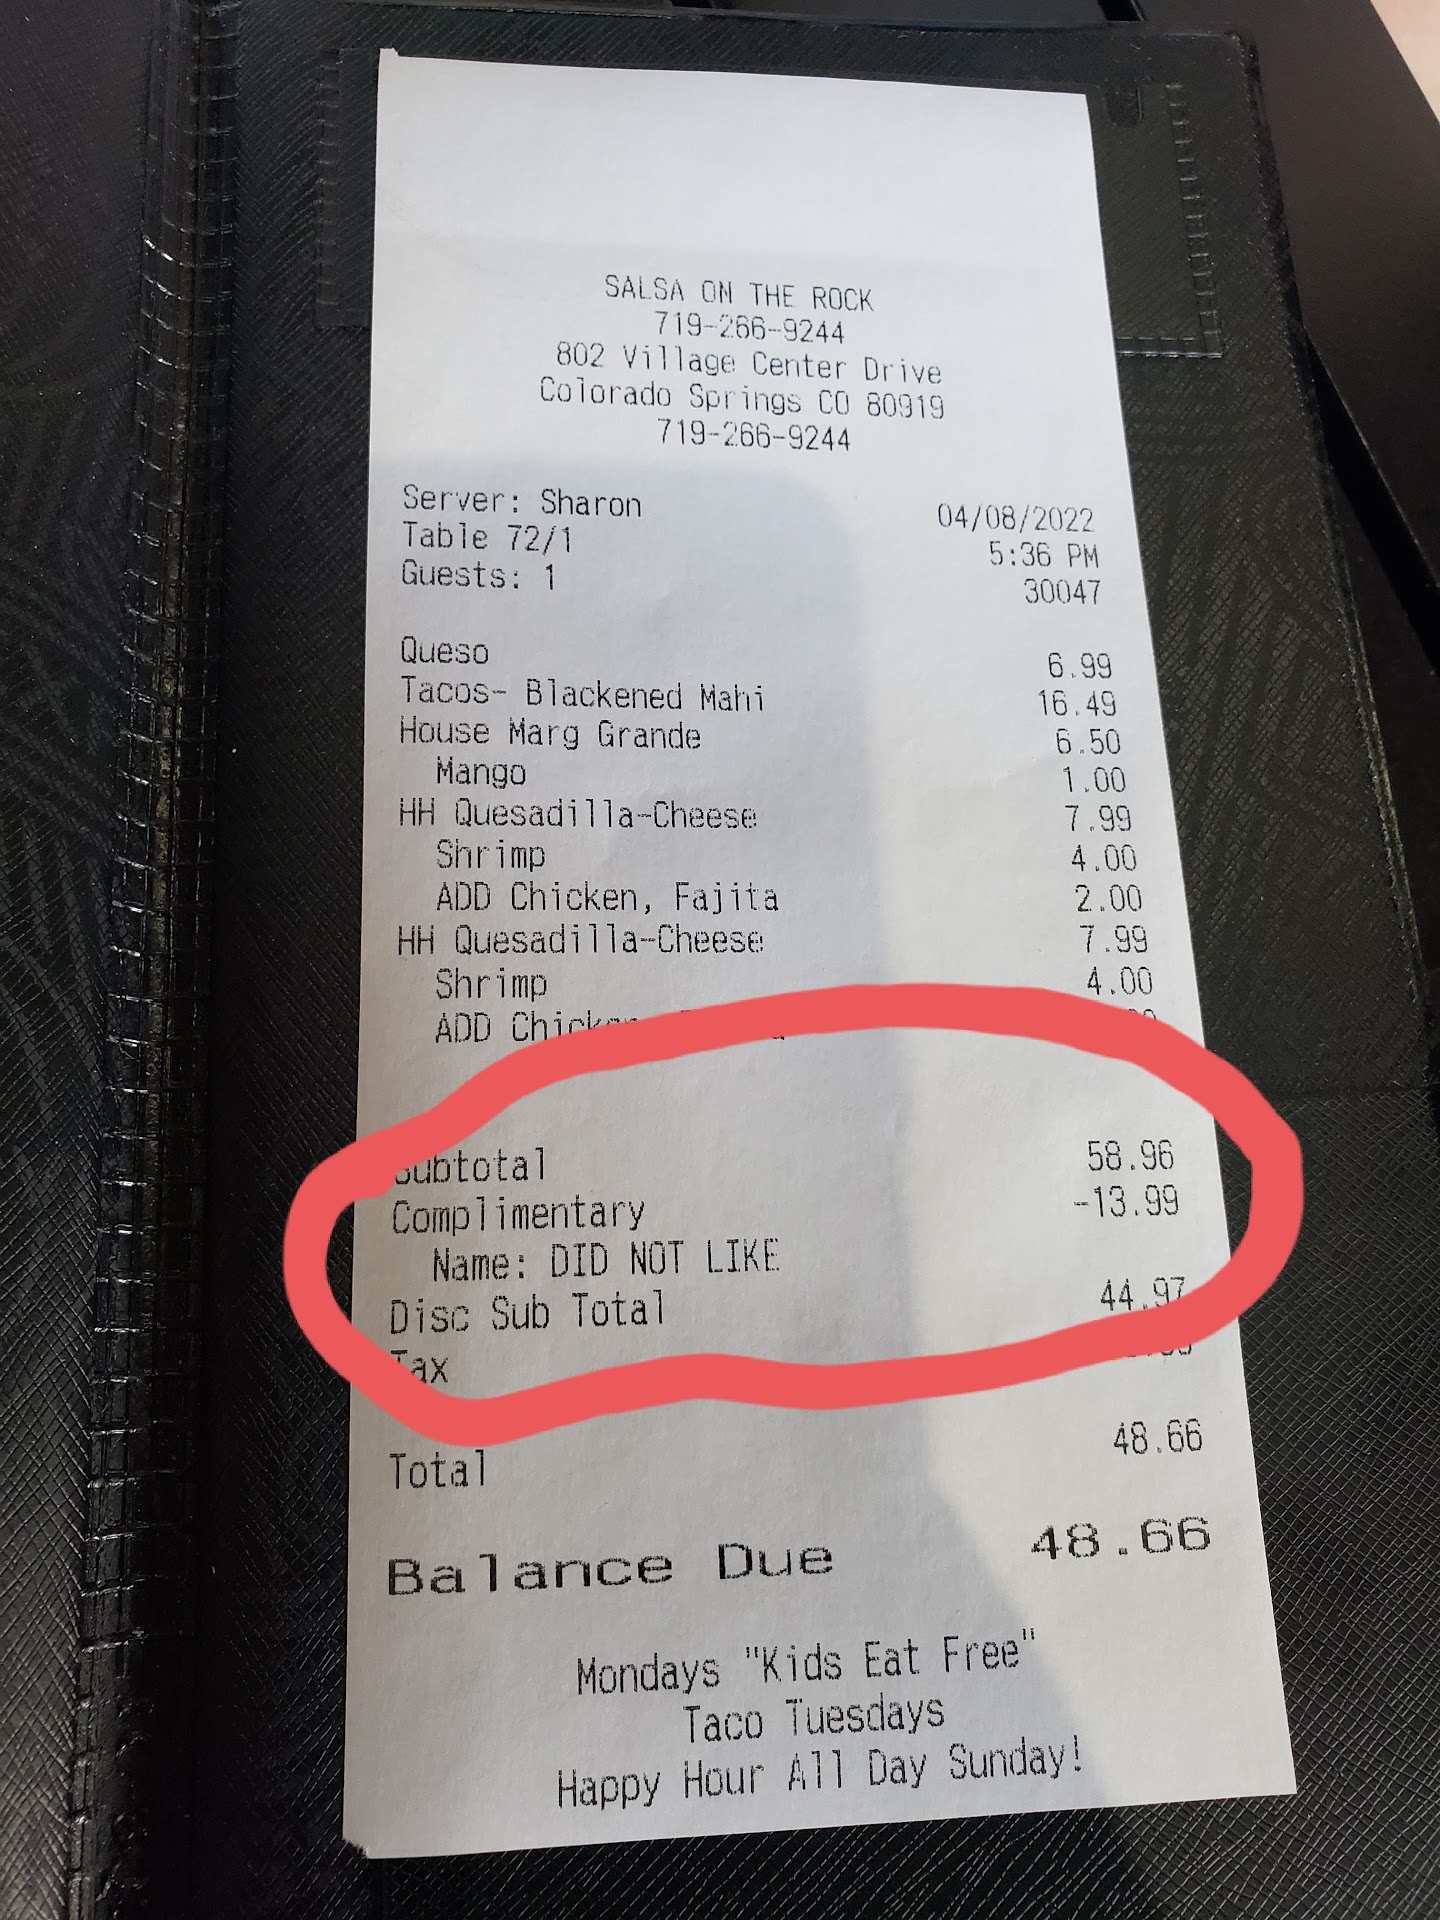 SALSA ON THE ROCK
719-266-9244
802 Village Center Drive
Colorado Springs CO 80919
719-266-9244
Server: Sharon 04/08/2022
Table 72/1 5:36 PM
Guests: 1 30047
Queso 6.99
Tacos- Blackened Mahi 16.49
House Marg Grande 6.50
Mango 1.00
HH Quesadilla-Cheese 7.99
Shrimp 4.00
ADD Chicken, Fajita 2.00
HH Quesadilla-Cheese 7.99
Shrimp 4.00
ADD
Subtotal 58.96
Complimentary -13.99
Name: DID NOT LIKE
Disc Sub Total 44.97
Tax
Total 48.66
Balance Due 48.66
Mondays "Kids Eat Free"
Taco Tuesdays
Happy Hour All Day Sunday!